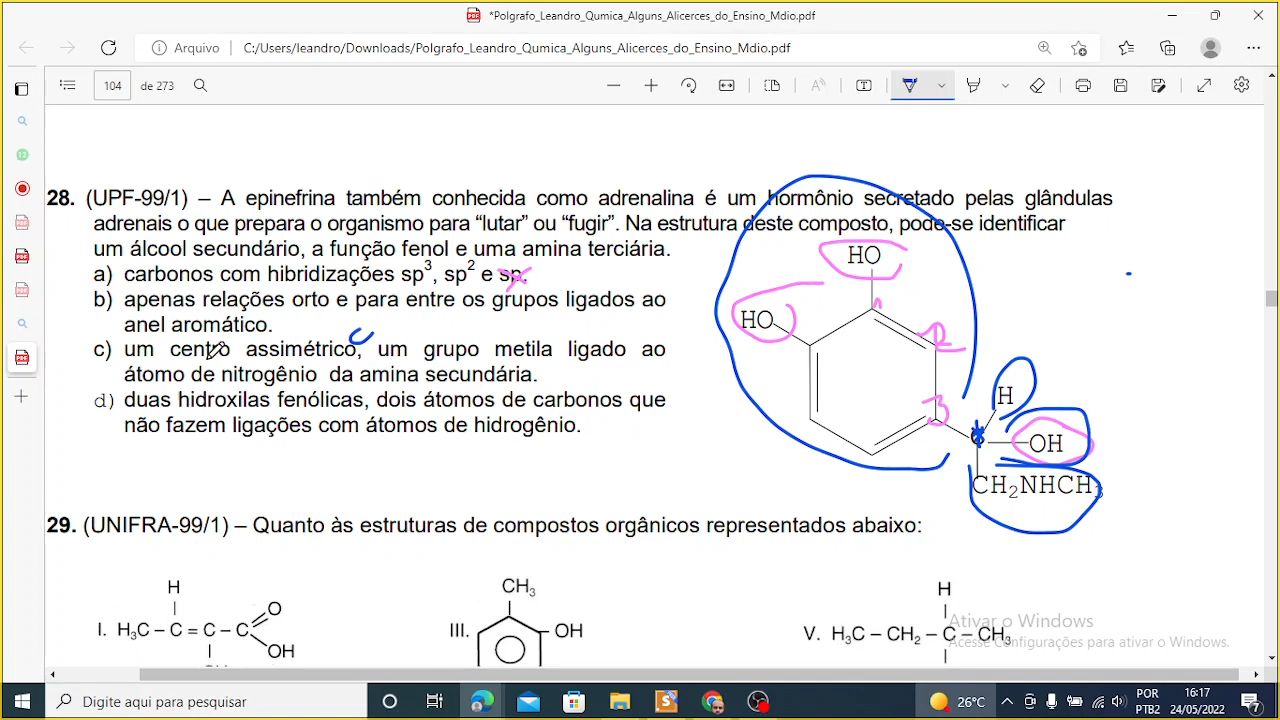 *Polgrafo_Leandro_Qumica_Alguns_Alicerces_do_Ensino_Mdio.pdf
Arquivo C:/Users/leandro/Downloads/Polgrafo_Leandro_Qumica_Alguns_Alicerces_do_Ensino_Mdio.pdf
104 de 273
28. (UPF-99/1) – A epinefrina também conhecida como adrenalina é um hormônio secretado pelas glândulas
adrenais o que prepara o organismo para “lutar” ou “fugir”. Na estrutura deste composto, pode-se identificar
um álcool secundário, a função fenol e uma amina terciária.
a) carbonos com hibridizações sp3, sp2 e sp.
b) apenas relações orto e para entre os grupos ligados ao
anel aromático.
c) um centro assimétrico, um grupo metila ligado ao
átomo de nitrogênio da amina secundária.
d) duas hidroxilas fenólicas, dois átomos de carbonos que
não fazem ligações com átomos de hidrogênio.
HO
HO
1
2
3
H
C
OH
CH2NHCH3
C
29. (UNIFRA-99/1) – Quanto às estruturas de compostos orgânicos representados abaixo:
H
I. H3C – C = C – C
O
OH
CH3
III.
OH
H
V. H3C – CH2 – C – CH3
Ativar o Windows
Acesse Configurações para ativar o Windows.
Digite aqui para pesquisar
26°C
POR
PTB2
16:17
24/05/2022
7